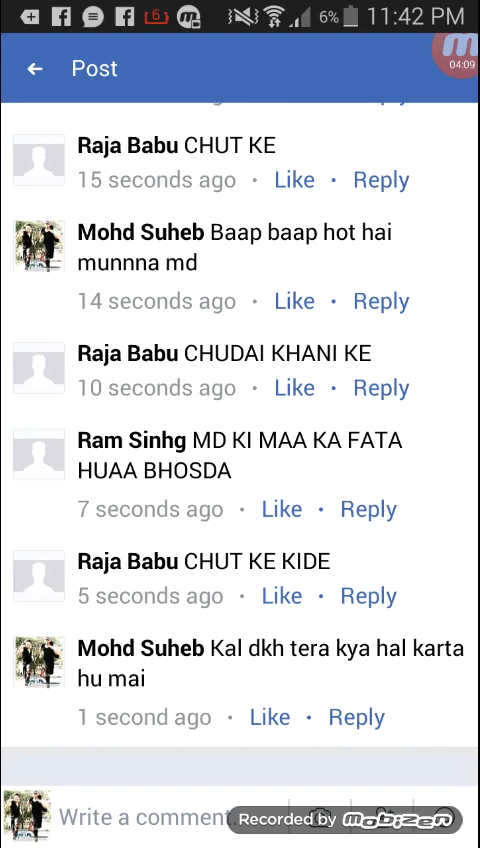 6% 11:42 PM
Post
04:09
Raja Babu CHUT KE
15 seconds ago · Like · Reply
Mohd Suheb Baap baap hot hai
munnna md
14 seconds ago · Like · Reply
Raja Babu CHUDAI KHANI KE
10 seconds ago · Like · Reply
Ram Sinhg MD KI MAA KA FATA
HUAA BHOSDA
7 seconds ago · Like · Reply
Raja Babu CHUT KE KIDE
5 seconds ago · Like · Reply
Mohd Suheb Kal dkh tera kya hal karta
hu mai
1 second ago · Like · Reply
Write a comment.
Recorded by mobizen